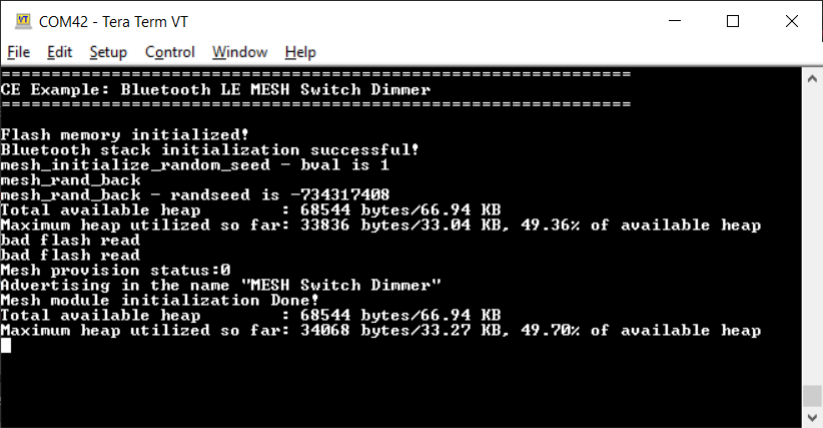 COM42 - Tera Term VT
File Edit Setup Control Window Help
===============================================================
CE Example: Bluetooth LE MESH Switch Dimmer
===============================================================
Flash memory initialized!
Bluetooth stack initialization successful!
mesh_initialize_random_seed - bval is 1
mesh_rand_back
mesh_rand_back - randseed is -734317408
Total available heap        : 68544 bytes/66.94 KB
Maximum heap utilized so far: 33836 bytes/33.04 KB, 49.36% of available heap
bad flash read
bad flash read
Mesh provision status:0
Advertising in the name "MESH Switch Dimmer"
Mesh module initialization Done!
Total available heap        : 68544 bytes/66.94 KB
Maximum heap utilized so far: 34068 bytes/33.27 KB, 49.70% of available heap